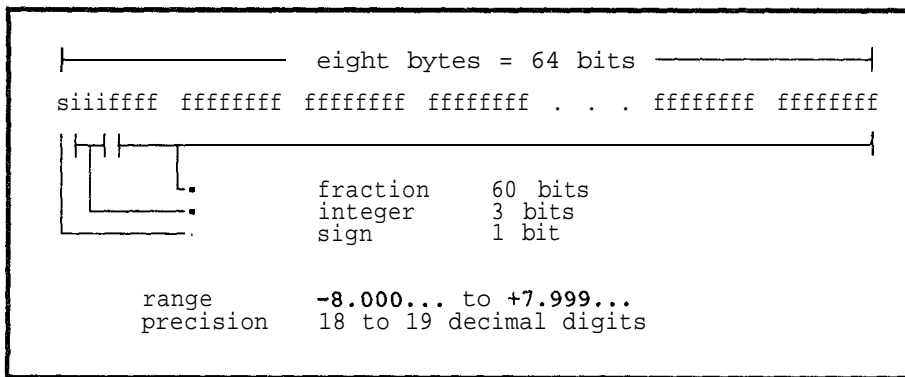 eight bytes = 64 bits
siiiffff ffffffff ffffffff ffffffff . . . ffffffff ffffffff
fraction 60 bits
integer 3 bits
sign 1 bit
range -8.000... to +7.999...
precision 18 to 19 decimal digits